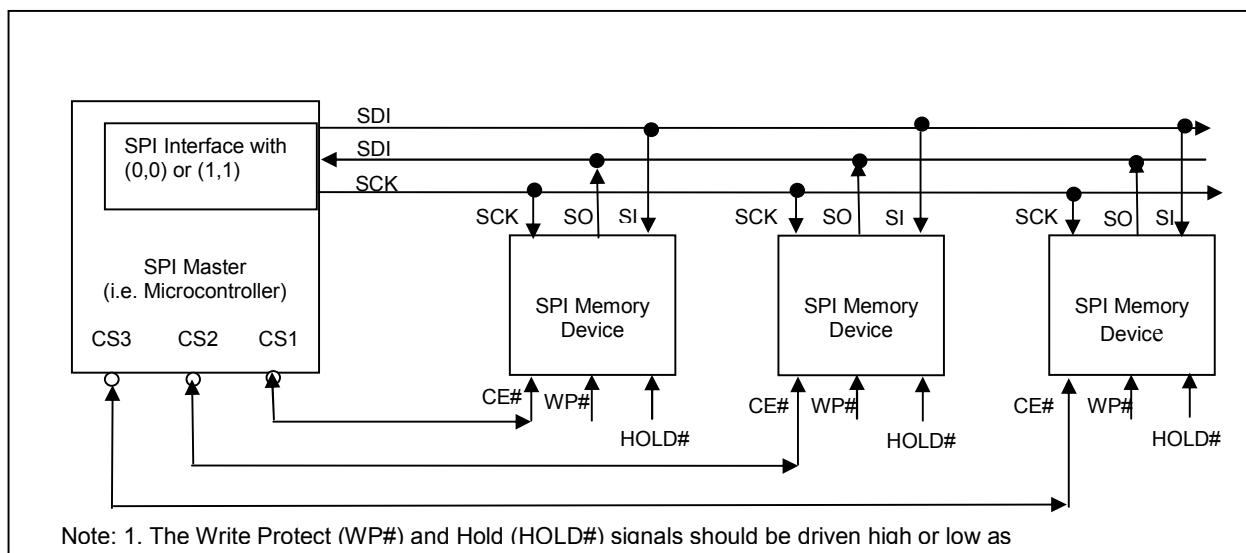 SDI
SPI Interface with
(0,0) or (1,1)
SDI
SCK
SCK SO SI SCK SO SI SCK SO SI
SPI Master
(i.e. Microcontroller)
SPI Memory
Device
SPI Memory
Device
SPI Memory
Device
CS3 CS2 CS1
CE# WP# CE# WP# CE# WP#
HOLD# HOLD# HOLD#
Note: 1. The Write Protect (WP#) and Hold (HOLD#) signals should be driven high or low as